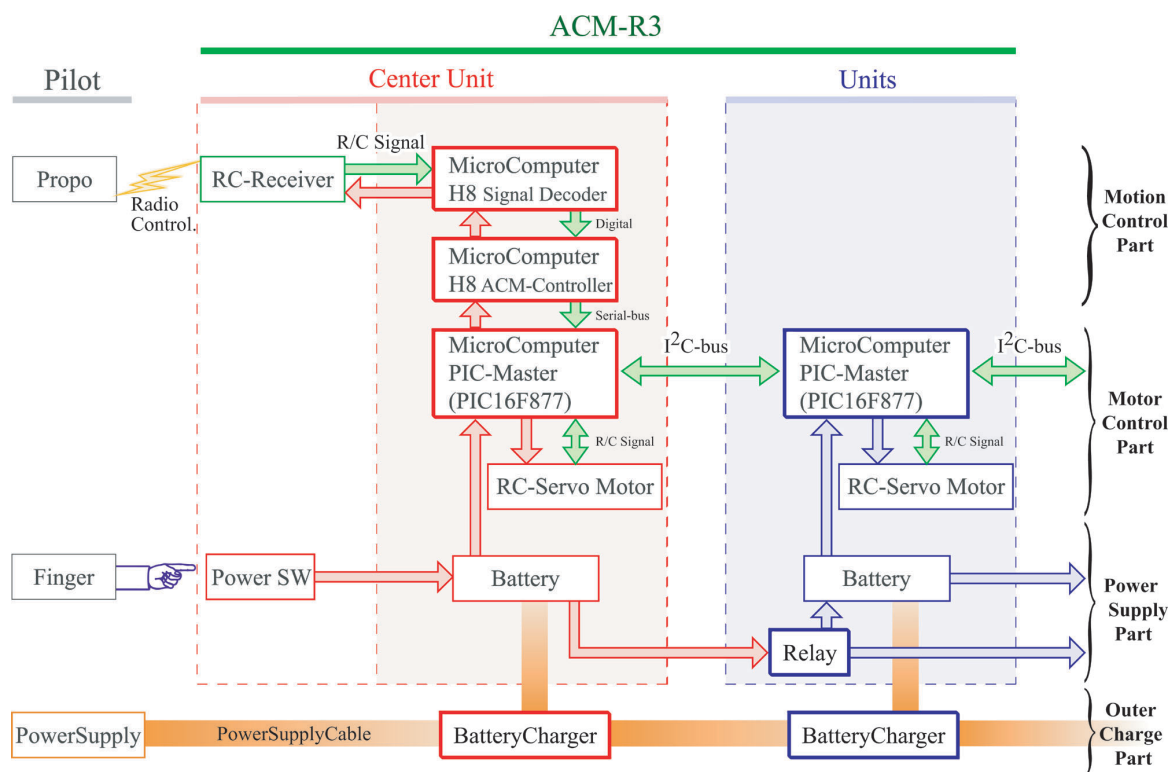 ACM-R3
Pilot
Center Unit
Units
Propo
Radio
Control.
RC-Receiver
R/C Signal
MicroComputer
H8 Signal Decoder
Digital
MicroComputer
H8 ACM-Controller
Serial-bus
MicroComputer
PIC-Master
(PIC16F877)
I²C-bus
MicroComputer
PIC-Master
(PIC16F877)
I²C-bus
R/C Signal
R/C Signal
RC-Servo Motor
RC-Servo Motor
Motion
Control
Part
Motor
Control
Part
Finger
Power SW
Battery
Battery
Relay
Power
Supply
Part
PowerSupply
PowerSupplyCable
BatteryCharger
BatteryCharger
Outer
Charge
Part